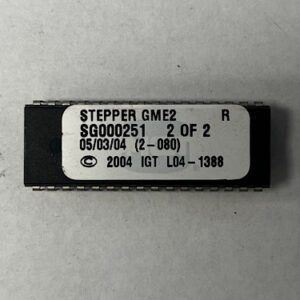 STEPPER GME2 R
SG000251 2 OF 2
05/03/04 (2-080)
© 2004 IGT L04-1388